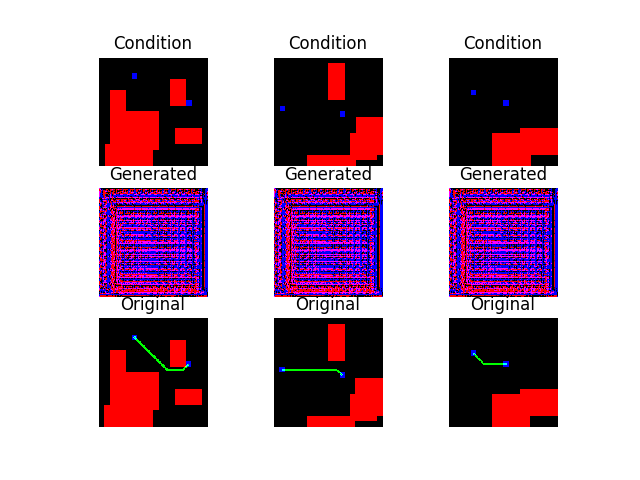 Condition Condition Condition
Generated Generated Generated
Original Original Original